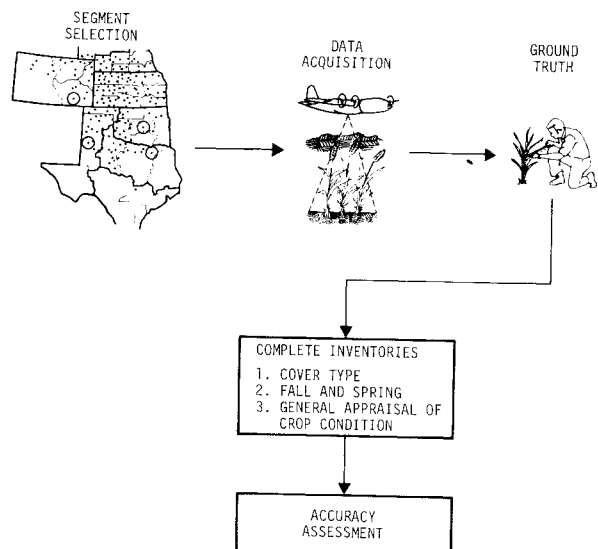 SEGMENT
SELECTION
DATA
ACQUISITION
GROUND
TRUTH
COMPLETE INVENTORIES
1. COVER TYPE
2. FALL AND SPRING
3. GENERAL APPRAISAL OF
CROP CONDITION
ACCURACY
ASSESSMENT